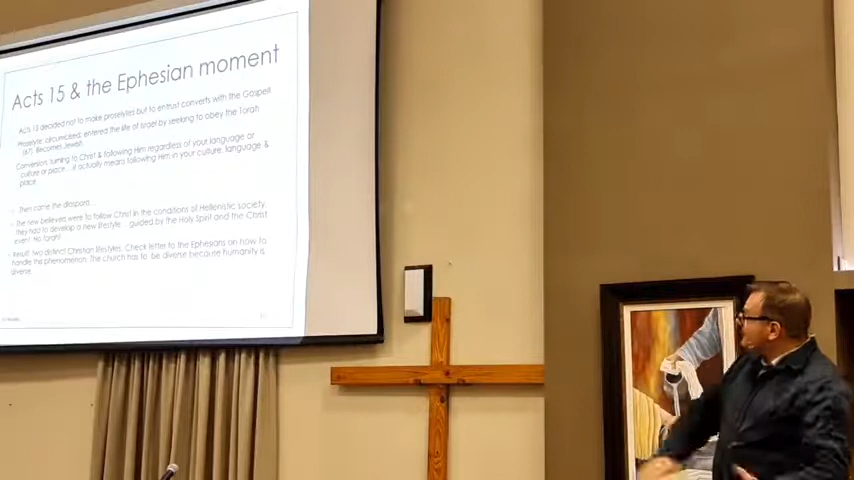 Acts 15 & the Ephesian moment
Acts 15 decided not to make proselytes but to entrust converts with the Gospel!
Proselyte: circumcised; entered the life of Israel by seeking to obey the Torah
Becomes Jewish.
Conversion: turning to Christ & following Him regardless of your language or
culture or place... it actually means following Him in your culture, language &
place
Then came the diaspora...
The new believers were to follow Christ in the conditions of Hellenistic society.
They had to develop a new lifestyle... guided by the Holy Spirit and the Christ
event! No Torah!
Result: two distinct Christian lifestyles. Check letter to the Ephesians on how to
handle this phenomenon. The church has to be diverse because humanity is
diverse.